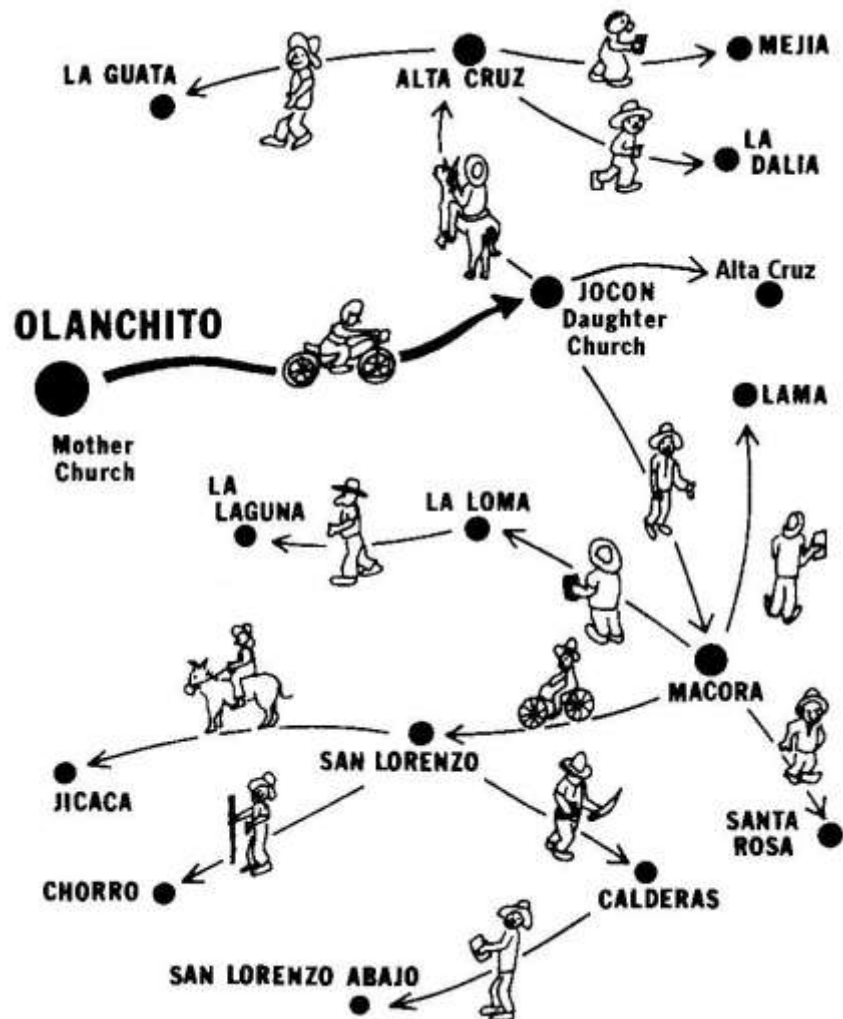 LA GUATA
ALTA CRUZ
MEJIA
LA
DALIA
Alta Cruz
JOCON
Daughter
Church
OLANCHITO
Mother
Church
LAMA
LA
LAGUNA
LA LOMA
MACORA
SAN LORENZO
JICACA
SANTA
ROSA
CHORRO
CALDERAS
SAN LORENZO ABAJO